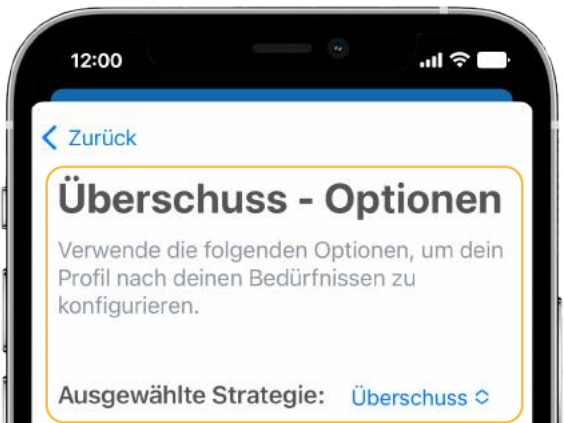 12:00
Zurück
Überschuss - Optionen
Verwende die folgenden Optionen, um dein
Profil nach deinen Bedürfnissen zu
konfigurieren.
Ausgewählte Strategie: Überschuss